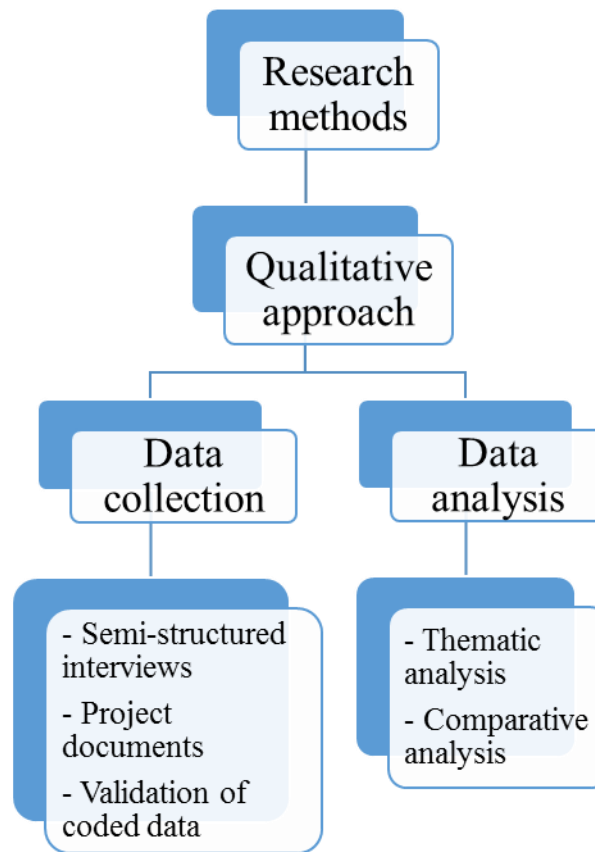 Research
methods
Qualitative
approach
Data
collection
Data
analysis
- Semi-structured
interviews
- Project
documents
- Validation of
coded data
- Thematic
analysis
- Comparative
analysis